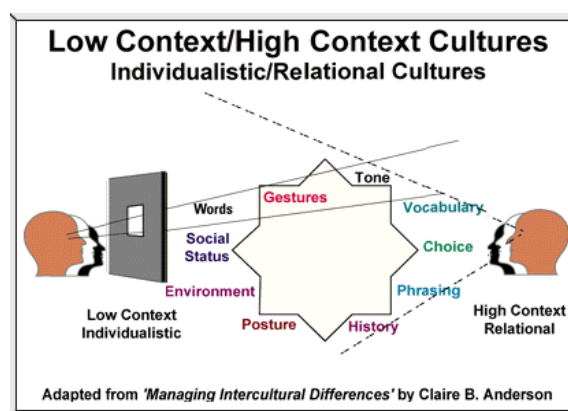 Low Context/High Context Cultures
Individualistic/Relational Cultures
Tone
Gestures
Words
Vocabulary
Social
Status
Choice
Environment
Phrasing
Low Context
Individualistic
Posture
History
High Context
Relational
Adapted from 'Managing Intercultural Differences' by Claire B. Anderson